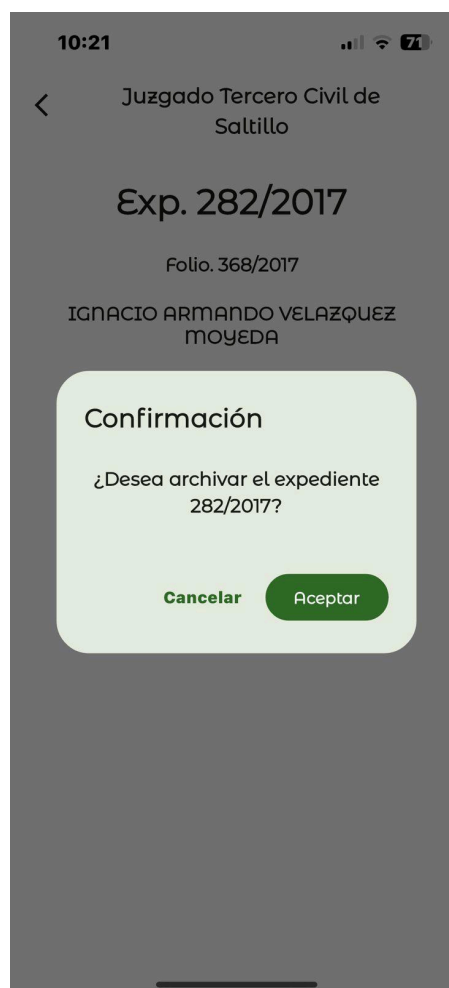 10:21
71
Juzgado Tercero Civil de
Saltillo
Exp. 282/2017
Folio. 368/2017
IGNACIO ARMANDO VELAZQUEZ
MOYEDA
Confirmación
¿Desea archivar el expediente
282/2017?
Cancelar Aceptar